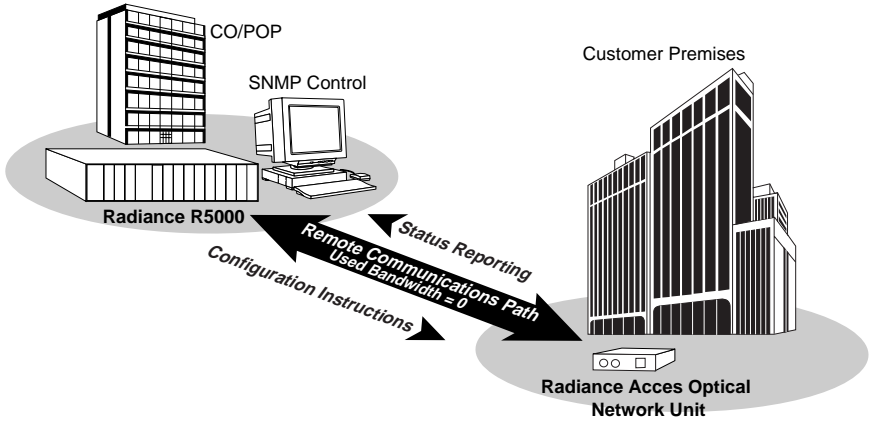 CO/POP
SNMP Control
Customer Premises
Radiance R5000
Status Reporting
Remote Communications Path
Used Bandwidth = 0
Configuration Instructions
Radiance Acces Optical
Network Unit